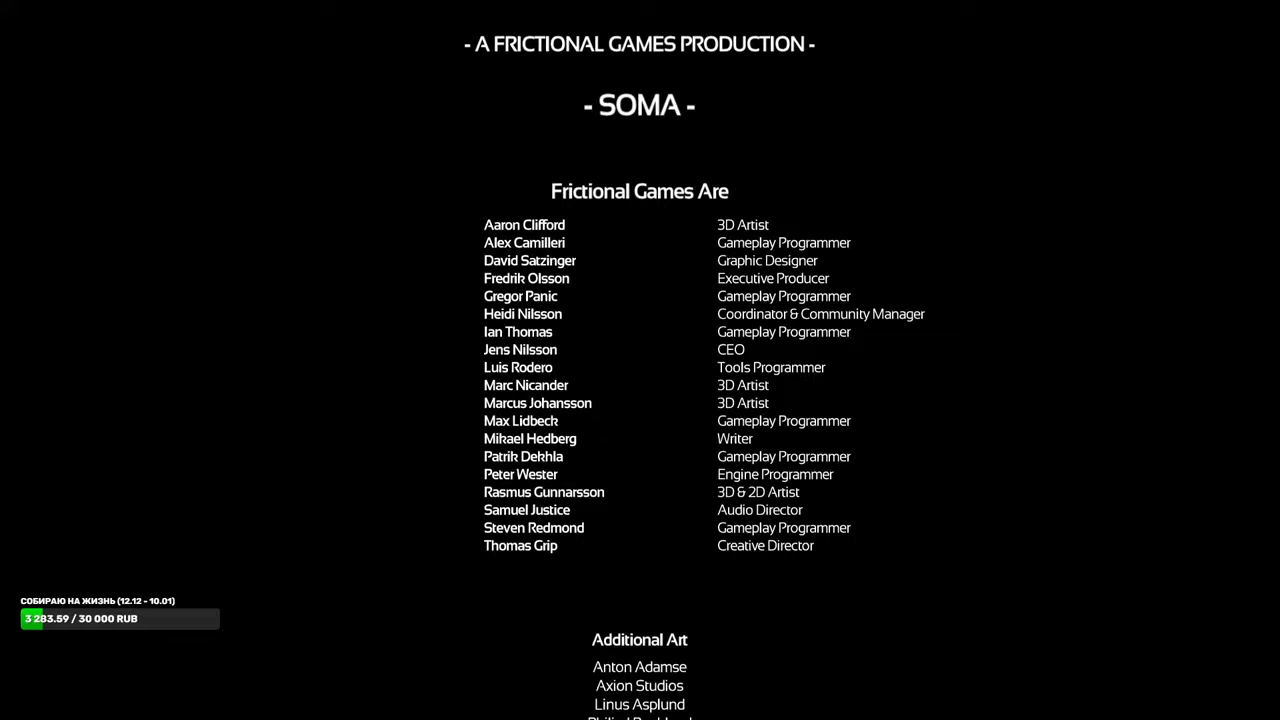 - A FRICTIONAL GAMES PRODUCTION -
- SOMA -
Frictional Games Are
Aaron Clifford 3D Artist
Alex Camilleri Gameplay Programmer
David Satzinger Graphic Designer
Fredrik Olsson Executive Producer
Gregor Panic Gameplay Programmer
Heidi Nilsson Coordinator & Community Manager
Ian Thomas Gameplay Programmer
Jens Nilsson CEO
Luis Rodero Tools Programmer
Marc Nicander 3D Artist
Marcus Johansson 3D Artist
Max Lidbeck Gameplay Programmer
Mikael Hedberg Writer
Patrik Dekhla Gameplay Programmer
Peter Wester Engine Programmer
Rasmus Gunnarsson 3D & 2D Artist
Samuel Justice Audio Director
Steven Redmond Gameplay Programmer
Thomas Grip Creative Director
СОБИРАЮ НА ЖИЗНЬ (12.12 - 10.01)
3 283.59 / 30 000 RUB
Additional Art
Anton Adamse
Axion Studios
Linus Asplund